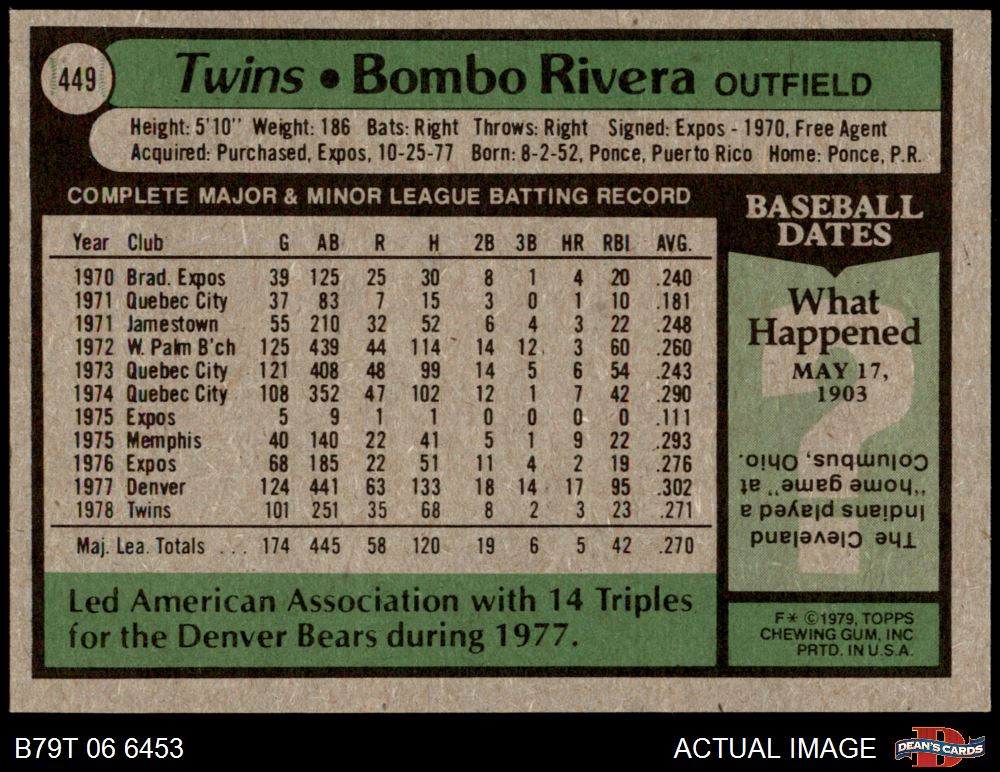 449
Twins • Bombo Rivera OUTFIELD
Height: 5'10" Weight: 186 Bats: Right Throws: Right Signed: Expos - 1970, Free Agent
Acquired: Purchased, Expos, 10-25-77 Born: 8-2-52, Ponce, Puerto Rico Home: Ponce, P.R.
COMPLETE MAJOR & MINOR LEAGUE BATTING RECORD
Year Club G AB R H 2B 3B HR RBI AVG.
1970 Brad. Expos 39 125 25 30 8 1 4 20 .240
1971 Quebec City 37 83 7 15 3 0 1 10 .181
1971 Jamestown 55 210 32 52 6 4 3 22 .248
1972 W. Palm B'ch 125 439 44 114 14 12 3 60 .260
1973 Quebec City 121 408 48 99 14 5 6 54 .243
1974 Quebec City 108 352 47 102 12 1 7 42 .290
1975 Expos 5 9 1 1 0 0 0 0 .111
1975 Memphis 40 140 22 41 5 1 9 22 .293
1976 Expos 68 185 22 51 11 4 2 19 .276
1977 Denver 124 441 63 133 18 14 17 95 .302
1978 Twins 101 251 35 68 8 2 3 23 .271
Maj. Lea. Totals ... 174 445 58 120 19 6 5 42 .270
Led American Association with 14 Triples
for the Denver Bears during 1977.
BASEBALL
DATES
?
What
Happened
MAY 17,
1903
The Cleveland
Indians played a
"home game" at
Columbus, Ohio.
F* ©1979, TOPPS
CHEWING GUM, INC
PRTD. IN U.S.A.
B79T 06 6453
ACTUAL IMAGE
D
DEAN'S CARDS